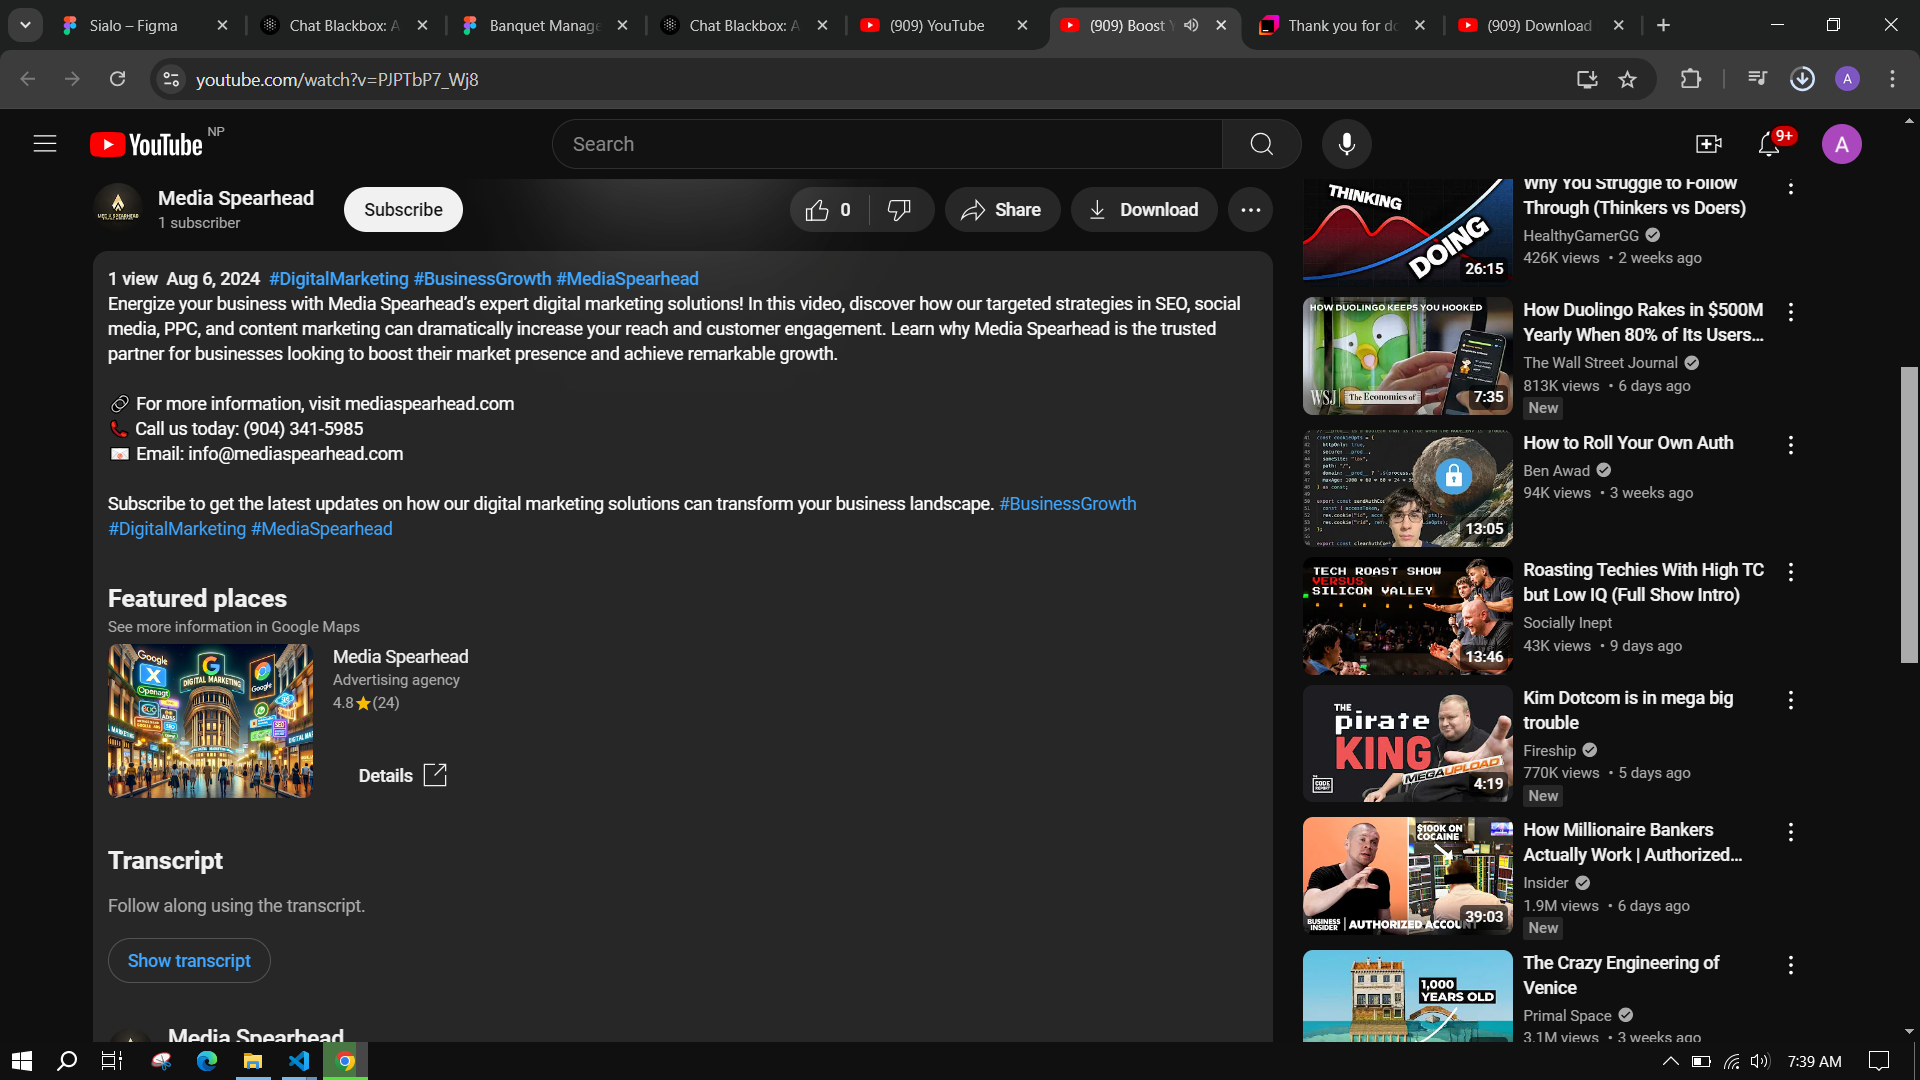 Sialo – Figma
Chat Blackbox: A
Banquet Manage
Chat Blackbox: A
(909) YouTube
(909) Boost Y
Thank you for do
(909) Download
youtube.com/watch?v=PJPTbP7_Wj8
A
YouTube
NP
Search
9+
A
Media Spearhead
1 subscriber
Subscribe
0
Share
Download
1 view Aug 6, 2024 #DigitalMarketing #BusinessGrowth #MediaSpearhead
Energize your business with Media Spearhead’s expert digital marketing solutions! In this video, discover how our targeted strategies in SEO, social
media, PPC, and content marketing can dramatically increase your reach and customer engagement. Learn why Media Spearhead is the trusted
partner for businesses looking to boost their market presence and achieve remarkable growth.
For more information, visit mediaspearhead.com
Call us today: (904) 341-5985
Email: info@mediaspearhead.com
Subscribe to get the latest updates on how our digital marketing solutions can transform your business landscape. #BusinessGrowth
#DigitalMarketing #MediaSpearhead
Featured places
See more information in Google Maps
Google
Openagt
DIGITAL MARKETING
Google
Media Spearhead
Advertising agency
4.8★(24)
Details
Transcript
Follow along using the transcript.
Show transcript
Media Spearhead
THINKING
DOING
26:15
Why You Struggle to Follow
Through (Thinkers vs Doers)
HealthyGamerGG
426K views • 2 weeks ago
HOW DUOLINGO KEEPS YOU HOOKED
WSJ | The Economics of
7:35
How Duolingo Rakes in $500M
Yearly When 80% of Its Users...
The Wall Street Journal
813K views • 6 days ago
New
13:05
How to Roll Your Own Auth
Ben Awad
94K views • 3 weeks ago
TECH ROAST SHOW
VERSUS
SILICON VALLEY
13:46
Roasting Techies With High TC
but Low IQ (Full Show Intro)
Socially Inept
43K views • 9 days ago
THE
pirate
KING
MEGAUPLOAD
THE CODE REPORT
4:19
Kim Dotcom is in mega big
trouble
Fireship
770K views • 5 days ago
New
$100K ON
COCAINE
BUSINESS
INSIDER | AUTHORIZED ACCOUNT
39:03
How Millionaire Bankers
Actually Work | Authorized...
Insider
1.9M views • 6 days ago
New
1,000
YEARS OLD
The Crazy Engineering of
Venice
Primal Space
3.1M views • 3 weeks ago
7:39 AM